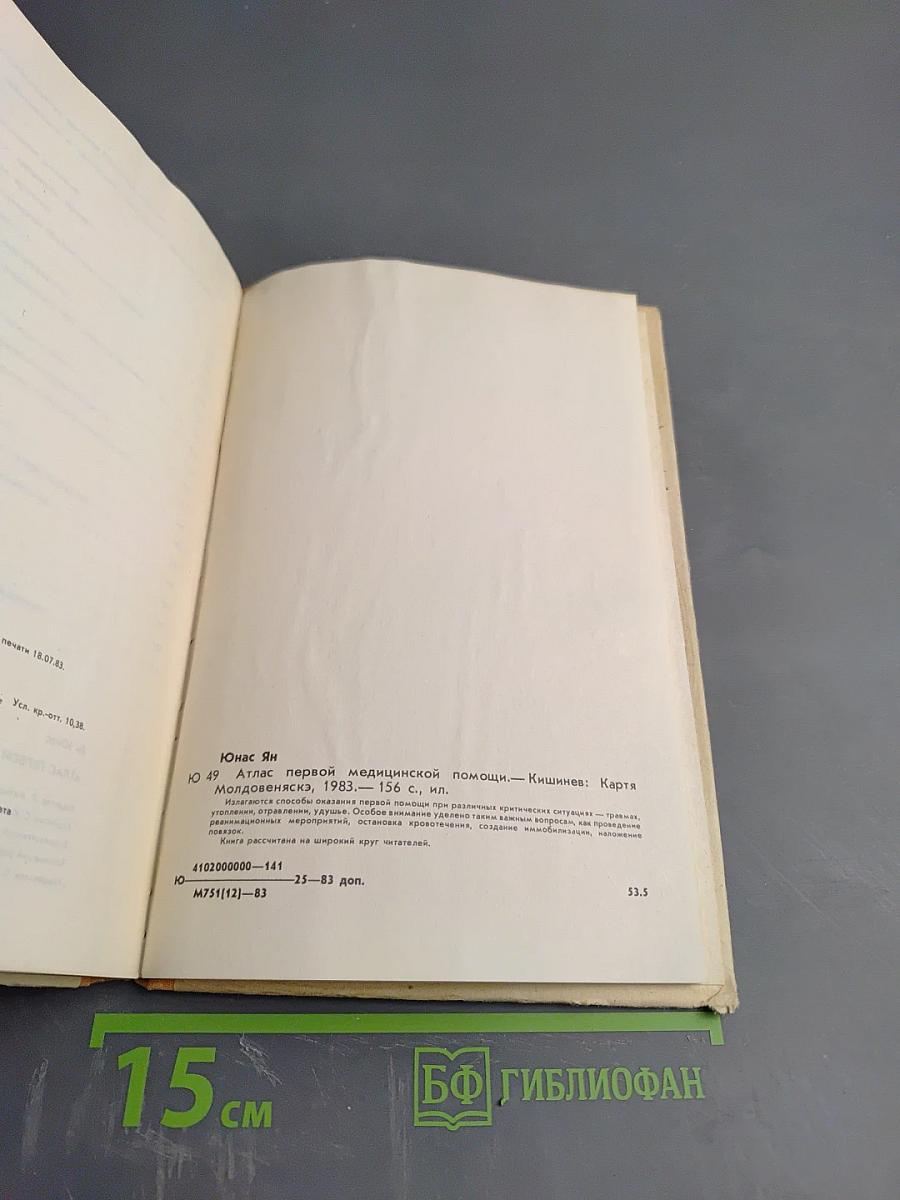 печати 18.07.83.
Усл. кр.-отт. 10,38.
Юнас Ян
Ю 49 Атлас первой медицинской помощи.— Кишинев: Картя
Молдовеняскэ, 1983.— 156 с., ил.
Излагаются способы оказания первой помощи при различных критических ситуациях — травмах,
утоплении, отравлении, удушье. Особое внимание уделено таким важным вопросам, как проведение
реанимационных мероприятий, остановка кровотечения, создание иммобилизации, наложение
повязок.
Книга рассчитана на широкий круг читателей.
4102000000—141
Ю—25—83 доп.
М751(12)—83
53.5
15 см
БФ ГИБЛИОФАН